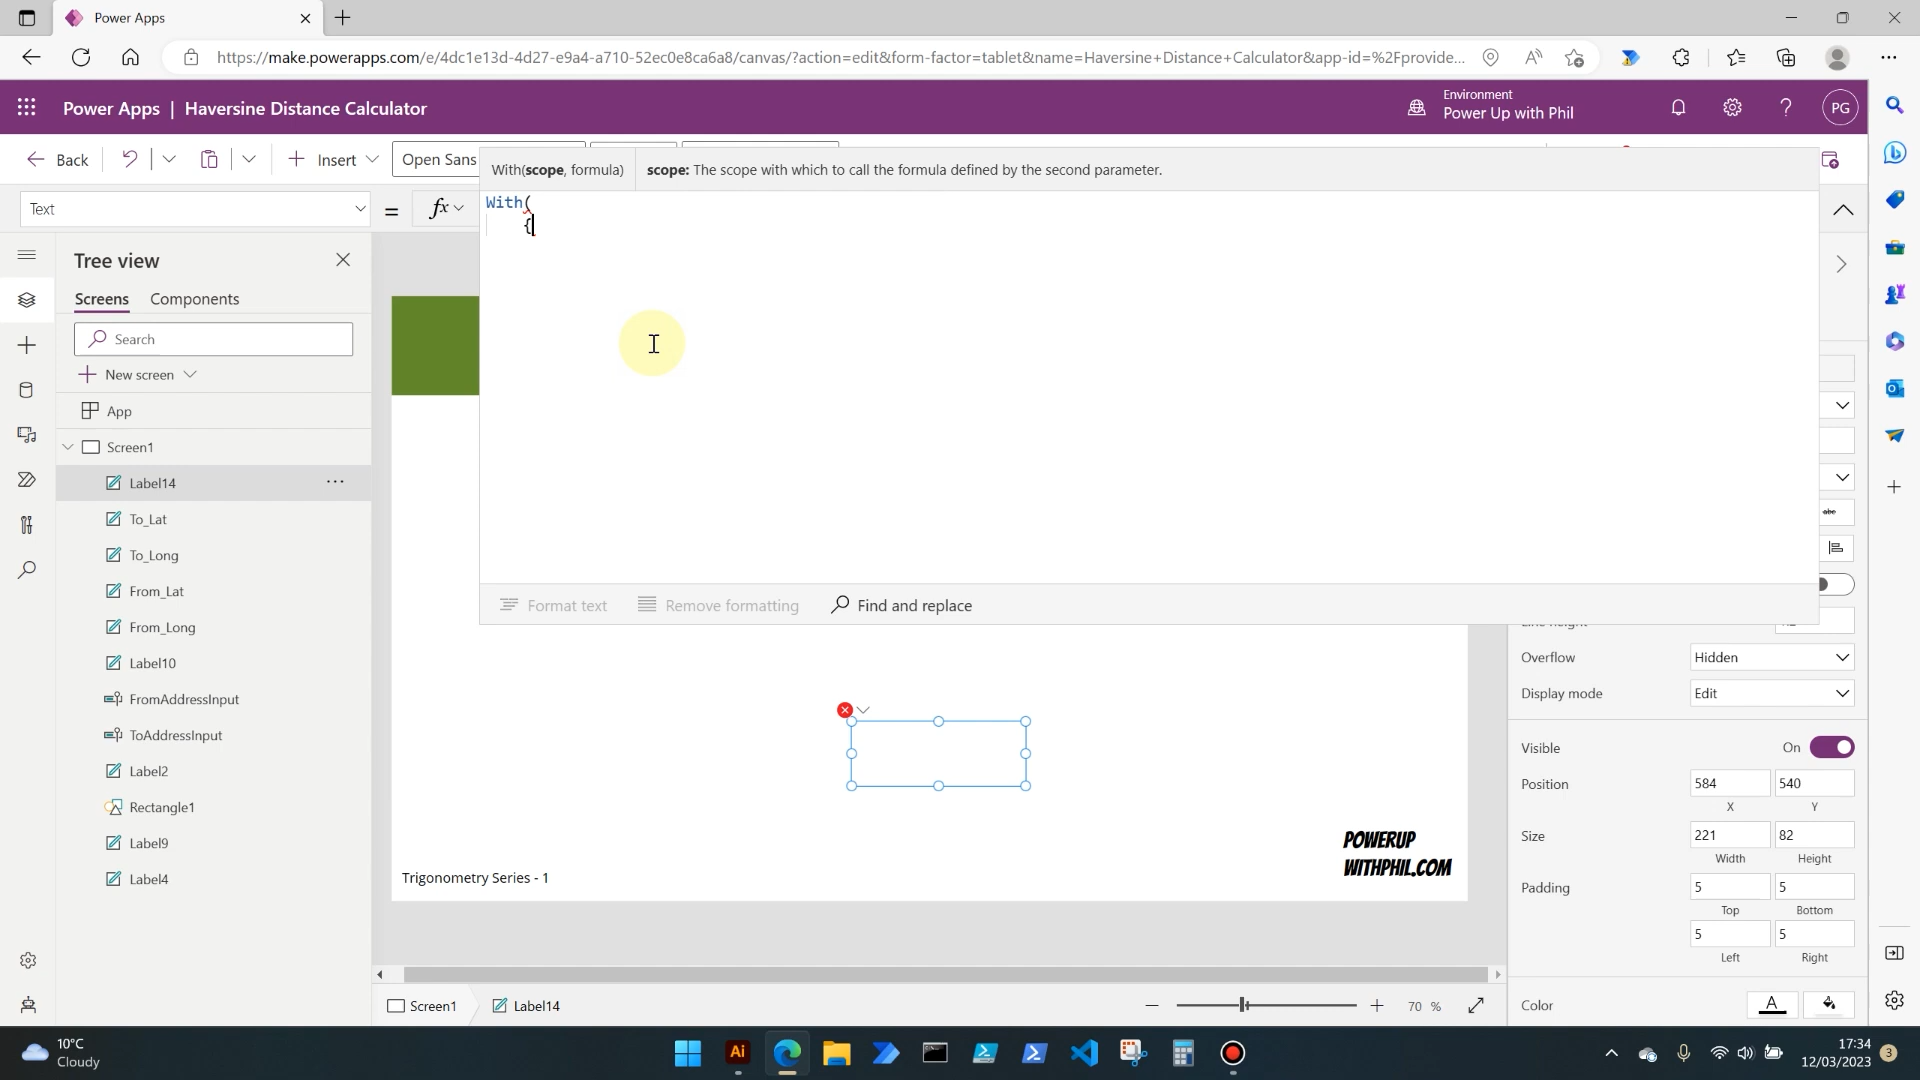 Power Apps
https://make.powerapps.com/e/4dc1e13d-4d27-e9a4-a710-52ec0e8ca6a8/canvas/?action=edit&form-factor=tablet&name=Haversine+Distance+Calculator&app-id=%2Fprovide...
Power Apps | Haversine Distance Calculator
Environment
Power Up with Phil
PG
Back
Insert
Open Sans
With(scope, formula)
scope: The scope with which to call the formula defined by the second parameter.
Text
=
fx
With(
{
Tree view
Screens
Components
Search
New screen
App
Screen1
Label14
To_Lat
To_Long
From_Lat
From_Long
Label10
FromAddressInput
ToAddressInput
Label2
Rectangle1
Label9
Label4
Format text
Remove formatting
Find and replace
abc
Overflow
Hidden
Display mode
Edit
Visible
On
Position
584
540
X
Y
Size
221
82
Width
Height
Padding
5
5
Top
Bottom
5
5
Left
Right
Color
A
POWERUP
WITHPHIL.COM
Trigonometry Series - 1
Screen1
Label14
70 %
10°C
Cloudy
Ai
17:34
12/03/2023
3